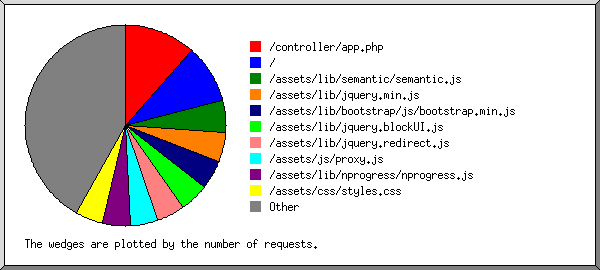 /controller/app.php
/
/assets/lib/semantic/semantic.js
/assets/lib/jquery.min.js
/assets/lib/bootstrap/js/bootstrap.min.js
/assets/lib/jquery.blockUI.js
/assets/lib/jquery.redirect.js
/assets/js/proxy.js
/assets/lib/nprogress/nprogress.js
/assets/css/styles.css
Other
The wedges are plotted by the number of requests.